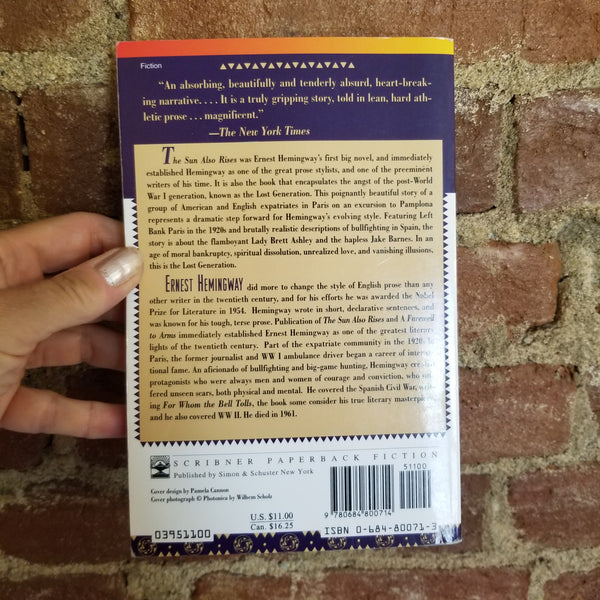 Fiction
“An absorbing, beautifully and tenderly absurd, heart-break-
ing narrative. . . . It is a truly gripping story, told in lean, hard ath-
letic prose . . . magnificent.”
—The New York Times
The Sun Also Rises was Ernest Hemingway's first big novel, and immediately
established Hemingway as one of the great prose stylists, and one of the preeminent
writers of his time. It is also the book that encapsulates the angst of the post-World
War I generation, known as the Lost Generation. This poignantly beautiful story of a
group of American and English expatriates in Paris on an excursion to Pamplona
represents a dramatic step forward for Hemingway's evolving style. Featuring Left
Bank Paris in the 1920s and brutally realistic descriptions of bullfighting in Spain, the
story is about the flamboyant Lady Brett Ashley and the hapless Jake Barnes. In an
age of moral bankruptcy, spiritual dissolution, unrealized love, and vanishing illusions,
this is the Lost Generation.
ERNEST HEMINGWAY did more to change the style of English prose than any
other writer in the twentieth century, and for his efforts he was awarded the Nobel
Prize for Literature in 1954. Hemingway wrote in short, declarative sentences, and
was known for his tough, terse prose. Publication of The Sun Also Rises and A Farewell
to Arms immediately established Ernest Hemingway as one of the greatest literary
lights of the twentieth century. Part of the expatriate community in the 1920s in
Paris, the former journalist and WW I ambulance driver began a career of
fame. An aficionado of bullfighting and big-game hunting, Hemingway
protagonists who were always men and women of courage and conviction, who
unseen scars, both physical and mental. He covered the Spanish Civil War,
ing For Whom the Bell Tolls, the book some consider his true literary masterpiece,
and he also covered WW II. He died in 1961.
SCRIBNER PAPERBACK FICTION
Published by Simon & Schuster New York
Cover design by Pamela Cannon
Cover photograph © Photonica by Wilhem Scholz
U.S. $11.00
Can. $16.25
03951100
51100
9 780684 800714
ISBN 0-684-80071-3